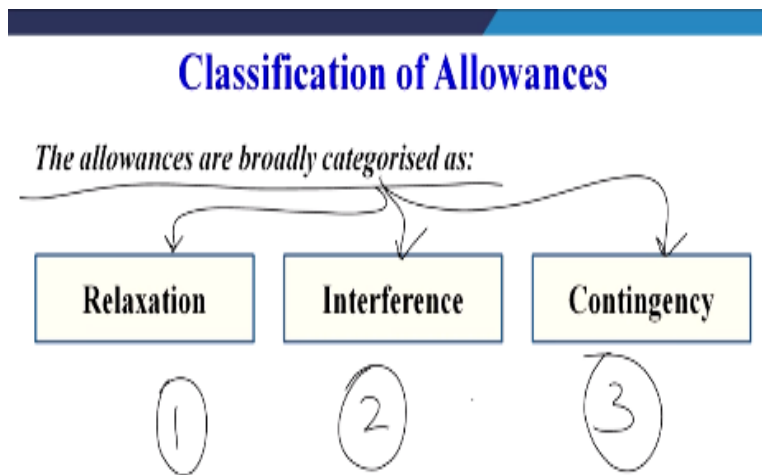 Classification of Allowances
The allowances are broadly categorised as:
Relaxation Interference Contingency
1 2 3